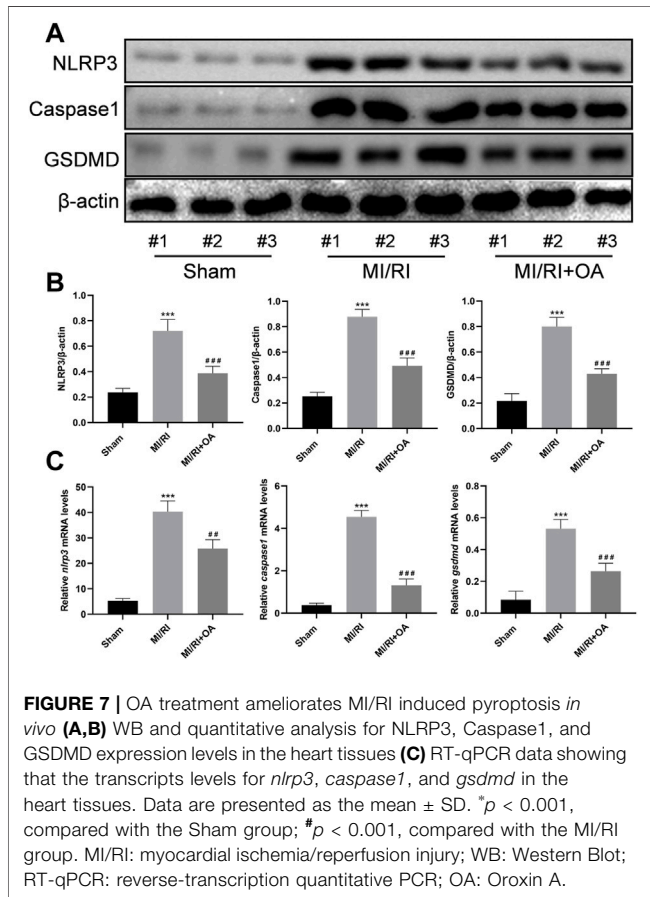 A
NLRP3
Caspase1
GSDMD
β-actin
#1 #2 #3 #1 #2 #3 #1 #2 #3
Sham MI/RI MI/RI+OA
B
NLRP3/β-actin
0.0
0.2
0.4
0.6
0.8
1.0
***
###
Sham
MI/RI
MI/RI+OA
Caspase1/β-actin
0.0
0.2
0.4
0.6
0.8
1.0
***
###
Sham
MI/RI
MI/RI+OA
GSDMD/β-actin
0.0
0.2
0.4
0.6
0.8
1.0
***
###
Sham
MI/RI
MI/RI+OA
C
Relative nlrp3 mRNA levels
0
10
20
30
40
50
***
##
Sham
MI/RI
MI/RI+OA
Relative caspase1 mRNA levels
0
2
4
6
***
###
Sham
MI/RI
MI/RI+OA
Relative gsdmd mRNA levels
0.0
0.2
0.4
0.6
0.8
***
###
Sham
MI/RI
MI/RI+OA
FIGURE 7 | OA treatment ameliorates MI/RI induced pyroptosis in
vivo (A,B) WB and quantitative analysis for NLRP3, Caspase1, and
GSDMD expression levels in the heart tissues (C) RT-qPCR data showing
that the transcripts levels for nlrp3, caspase1, and gsdmd in the
heart tissues. Data are presented as the mean ± SD. *p < 0.001,
compared with the Sham group; #p < 0.001, compared with the MI/RI
group. MI/RI: myocardial ischemia/reperfusion injury; WB: Western Blot;
RT-qPCR: reverse-transcription quantitative PCR; OA: Oroxin A.